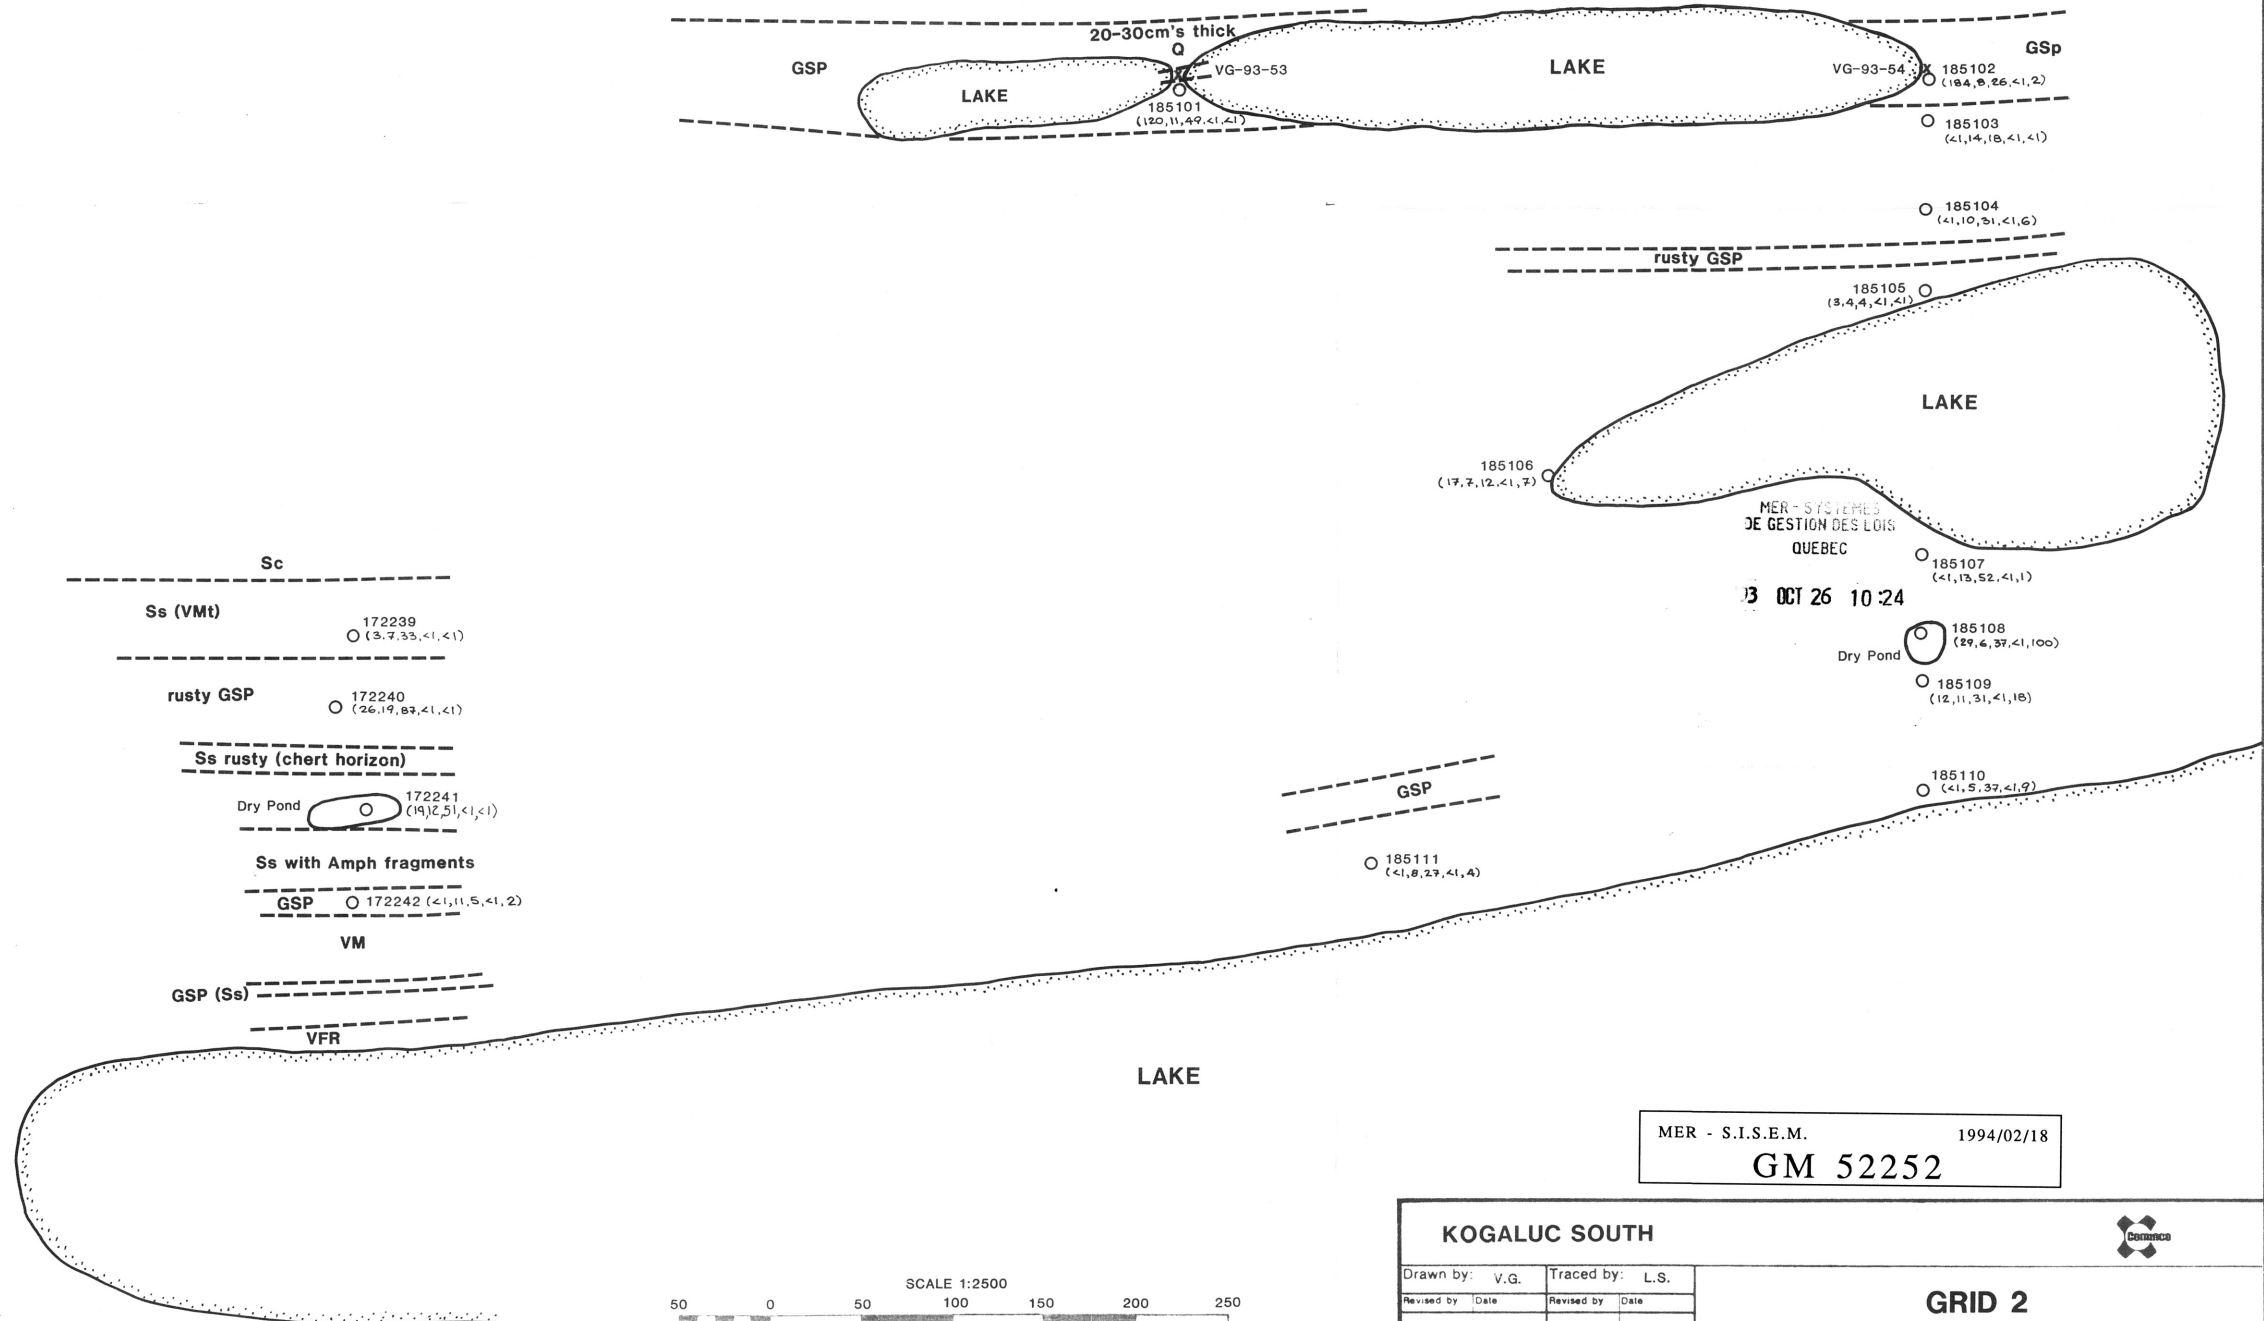 20-30cm's thick
Q
GSP
LAKE
VG-93-53
185101
(120,11,49,<1,<1)
LAKE
VG-93-54
X
185102
(184,8,26,<1,2)
GSp
185103
(<1,14,18,<1,<1)
185104
(<1,10,31,<1,6)
rusty GSP
185105
(3,4,4,<1,<1)
LAKE
185106
(17,7,12,<1,7)
MER - SYSTEMES
DE GESTION DES LOIS
QUEBEC
185107
(<1,13,52,<1,1)
93 OCT 26 10:24
185108
(29,6,37,<1,100)
Dry Pond
185109
(12,11,31,<1,18)
185110
(<1,5,37,<1,9)
Sc
Ss (VMt)
172239
(3,7,33,<1,<1)
rusty GSP
172240
(26,19,87,<1,<1)
Ss rusty (chert horizon)
Dry Pond
172241
(19,12,51,<1,<1)
Ss with Amph fragments
GSP
172242 (<1,11,5,<1,2)
VM
GSP (Ss)
VFR
GSP
185111
(<1,8,27,<1,4)
LAKE
MER - S.I.S.E.M. 1994/02/18
GM 52252
KOGALUC SOUTH
Cominco
Drawn by: V.G. Traced by: L.S.
Revised by Date Revised by Date
GRID 2
SCALE 1:2500
50 0 50 100 150 200 250